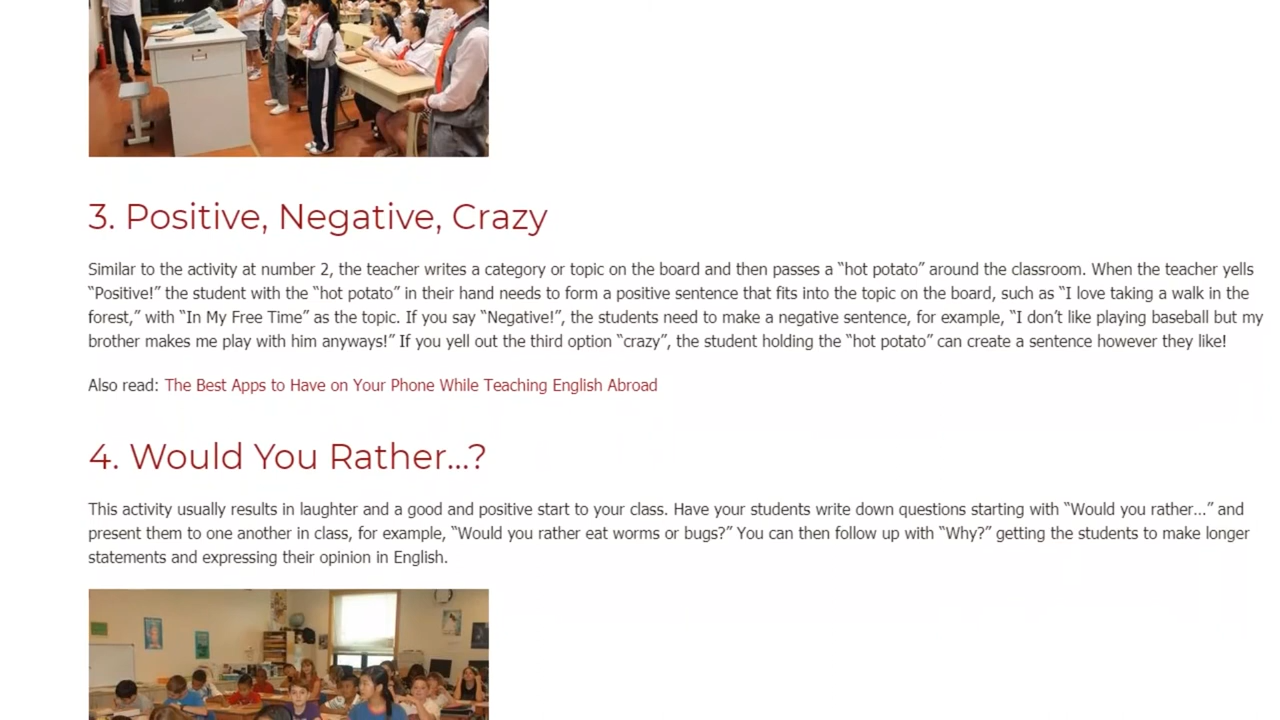 3. Positive, Negative, Crazy
Similar to the activity at number 2, the teacher writes a category or topic on the board and then passes a “hot potato” around the classroom. When the teacher yells
“Positive!” the student with the “hot potato” in their hand needs to form a positive sentence that fits into the topic on the board, such as “I love taking a walk in the
forest,” with “In My Free Time” as the topic. If you say “Negative!”, the students need to make a negative sentence, for example, “I don’t like playing baseball but my
brother makes me play with him anyways!” If you yell out the third option “crazy”, the student holding the “hot potato” can create a sentence however they like!
Also read: The Best Apps to Have on Your Phone While Teaching English Abroad
4. Would You Rather...?
This activity usually results in laughter and a good and positive start to your class. Have your students write down questions starting with “Would you rather...” and
present them to one another in class, for example, “Would you rather eat worms or bugs?” You can then follow up with “Why?” getting the students to make longer
statements and expressing their opinion in English.